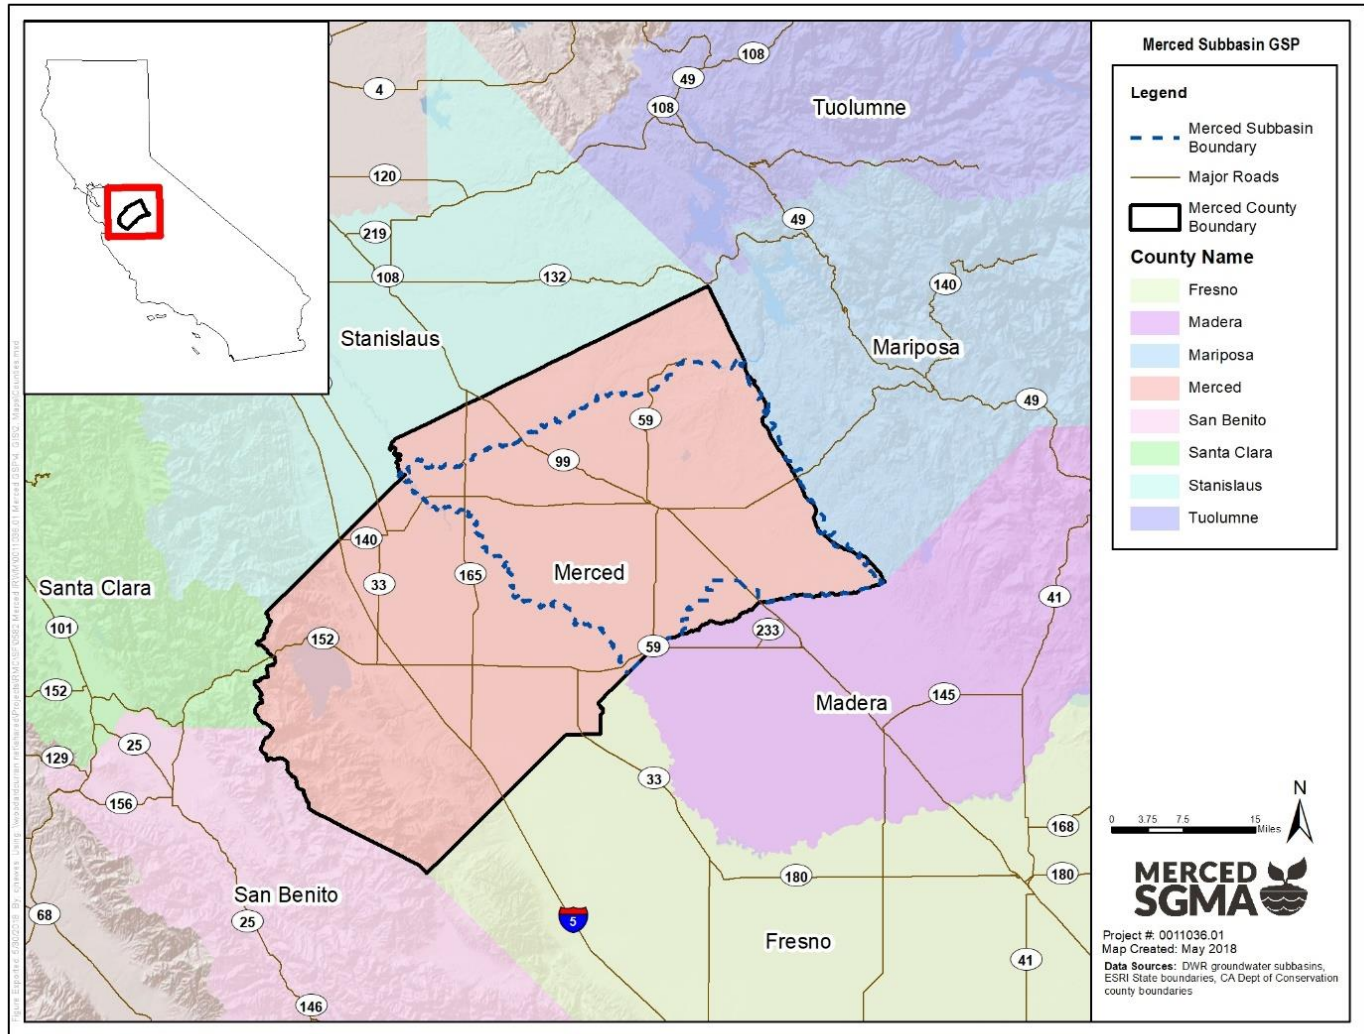 Merced Subbasin GSP
Legend
Merced Subbasin
Boundary
Major Roads
Merced County
Boundary
County Name
Fresno
Madera
Mariposa
Merced
San Benito
Santa Clara
Stanislaus
Tuolumne
N
0 3.75 7.5 15
Miles
MERCED
SGMA
Project #: 0011036.01
Map Created: May 2018
Data Sources: DWR groundwater subbasins,
ESRI State boundaries, CA Dept of Conservation
county boundaries
108
49
4
108
Tuolumne
120
49
219
108
132
140
Stanislaus
Mariposa
49
59
99
140
165
Merced
33
Santa Clara
41
101
152
59
233
152
145
Madera
25
129
33
156
168
180
180
San Benito
68
25
5
Fresno
41
146